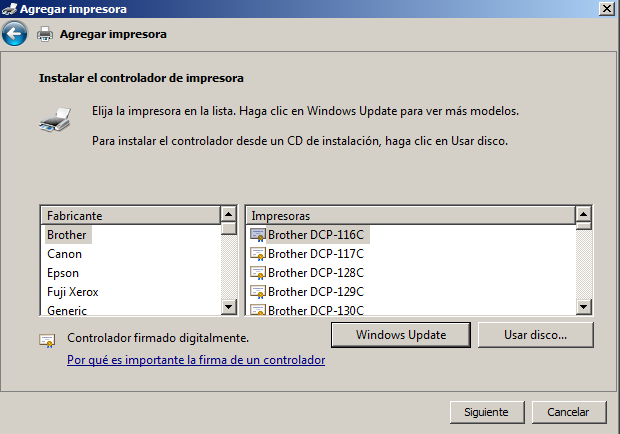 Agregar impresora
Agregar impresora
Instalar el controlador de impresora
Elija la impresora en la lista. Haga clic en Windows Update para ver más modelos.
Para instalar el controlador desde un CD de instalación, haga clic en Usar disco.
Fabricante
Brother
Canon
Epson
Fuji Xerox
Generic
Impresoras
Brother DCP-116C
Brother DCP-117C
Brother DCP-128C
Brother DCP-129C
Brother DCP-130C
Controlador firmado digitalmente.
Por qué es importante la firma de un controlador
Windows Update
Usar disco...
Siguiente
Cancelar